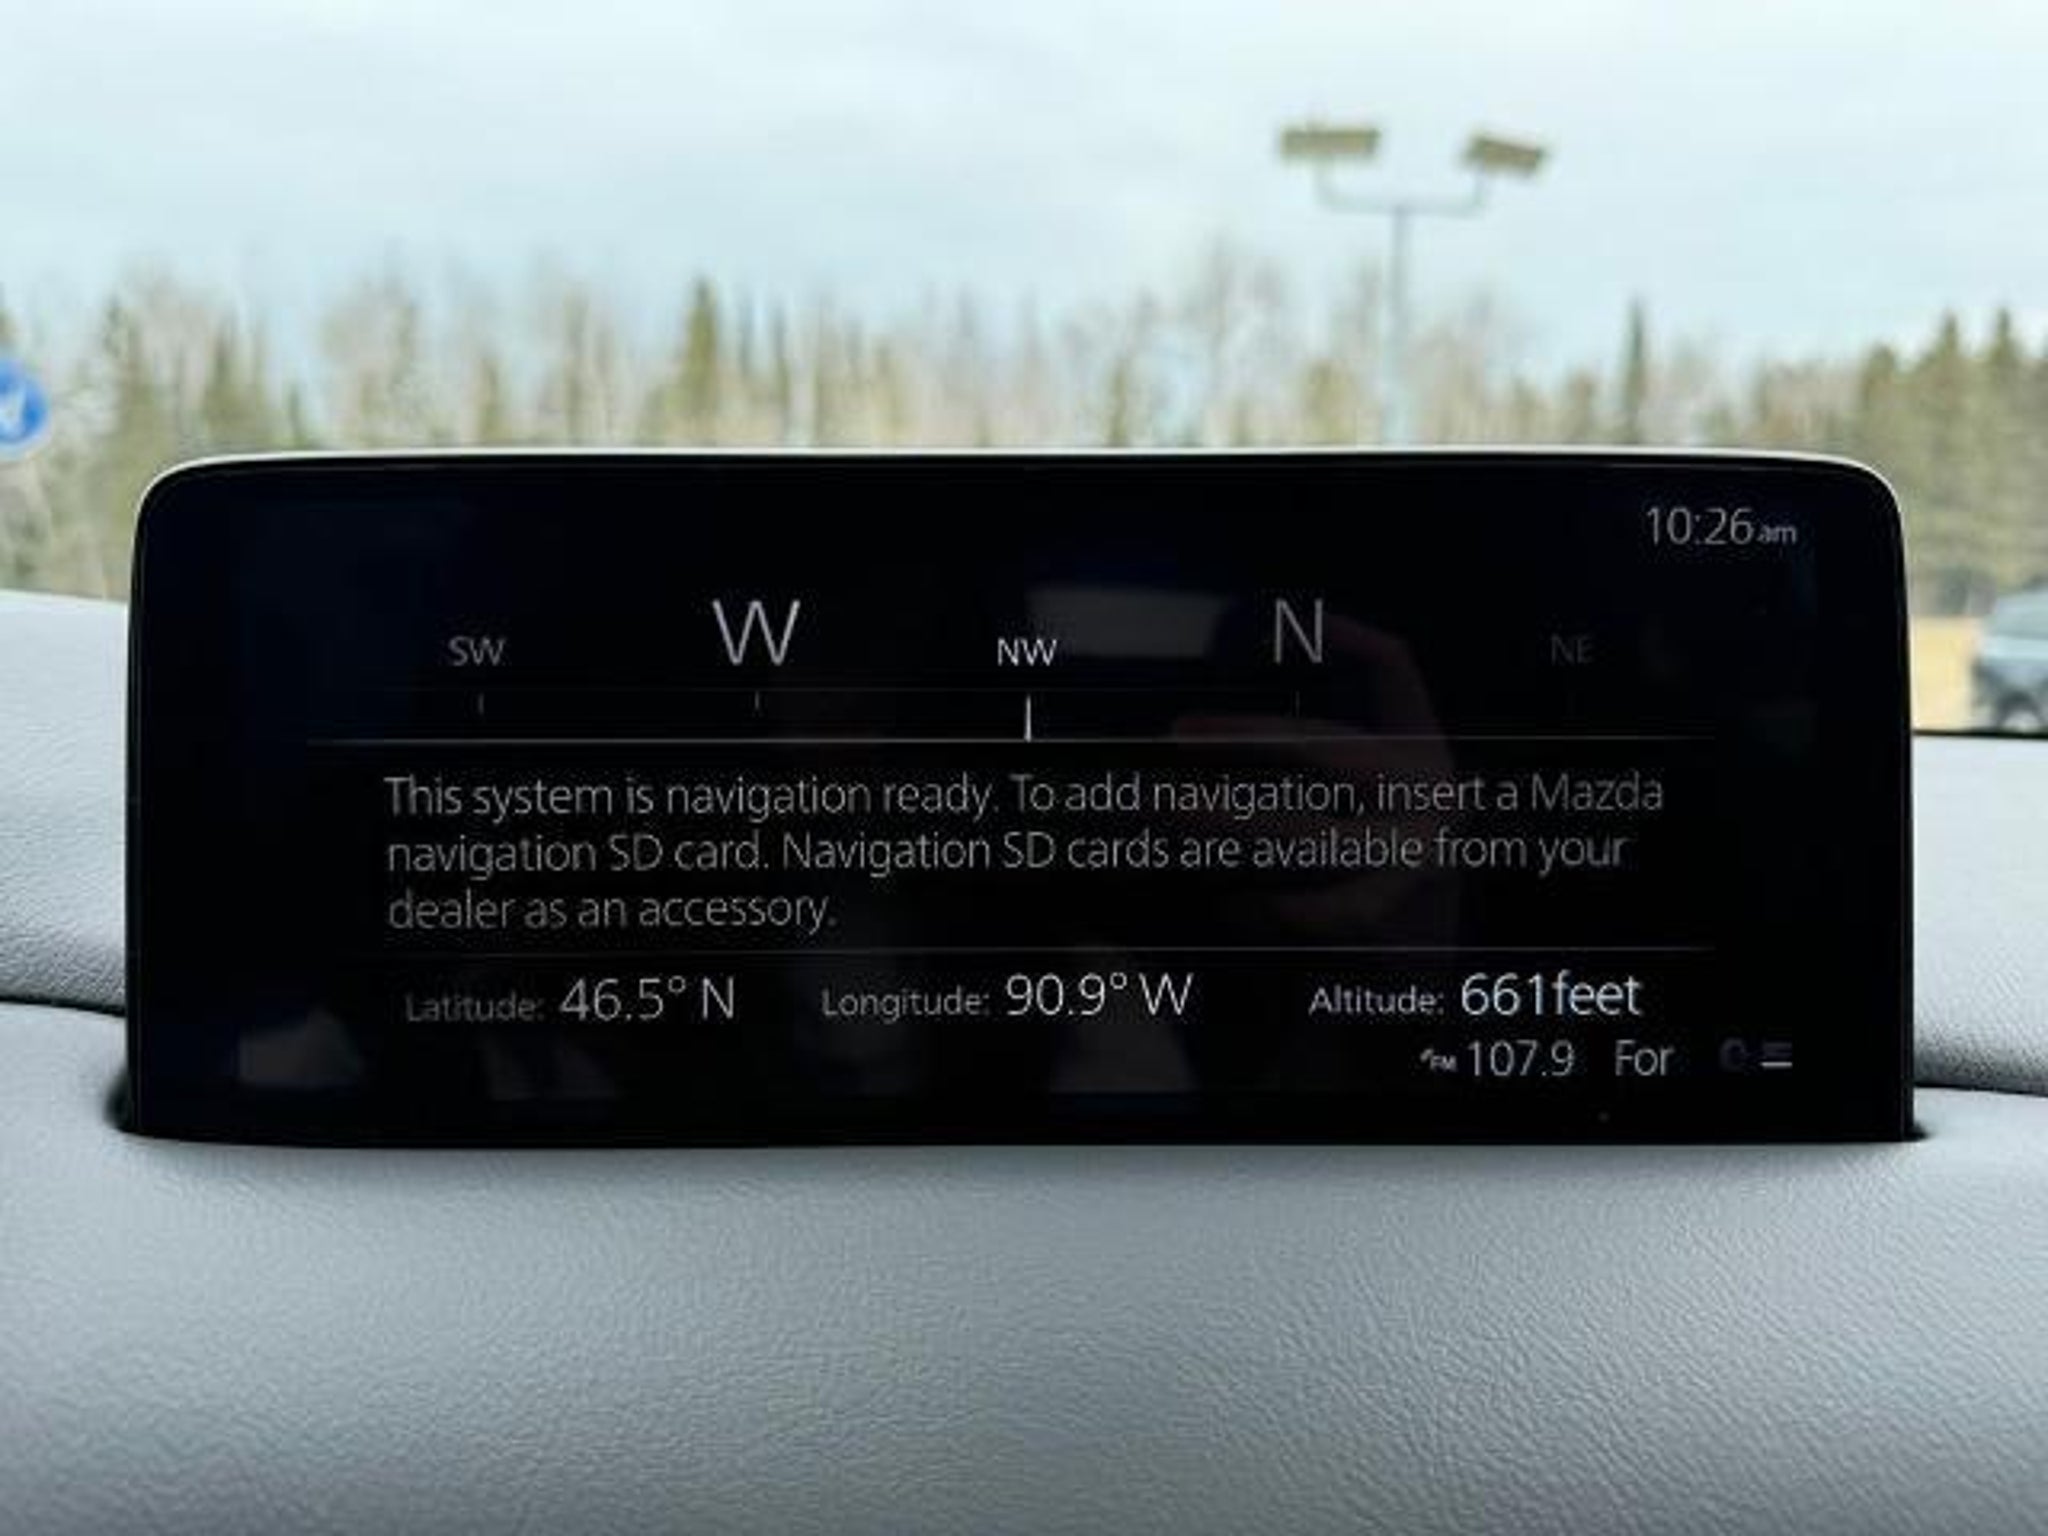 10:26am
SW W NW N NE
This system is navigation ready. To add navigation, insert a Mazda
navigation SD card. Navigation SD cards are available from your
dealer as an accessory.
Latitude: 46.5° N Longitude: 90.9° W Altitude: 661feet
FM 107.9 For